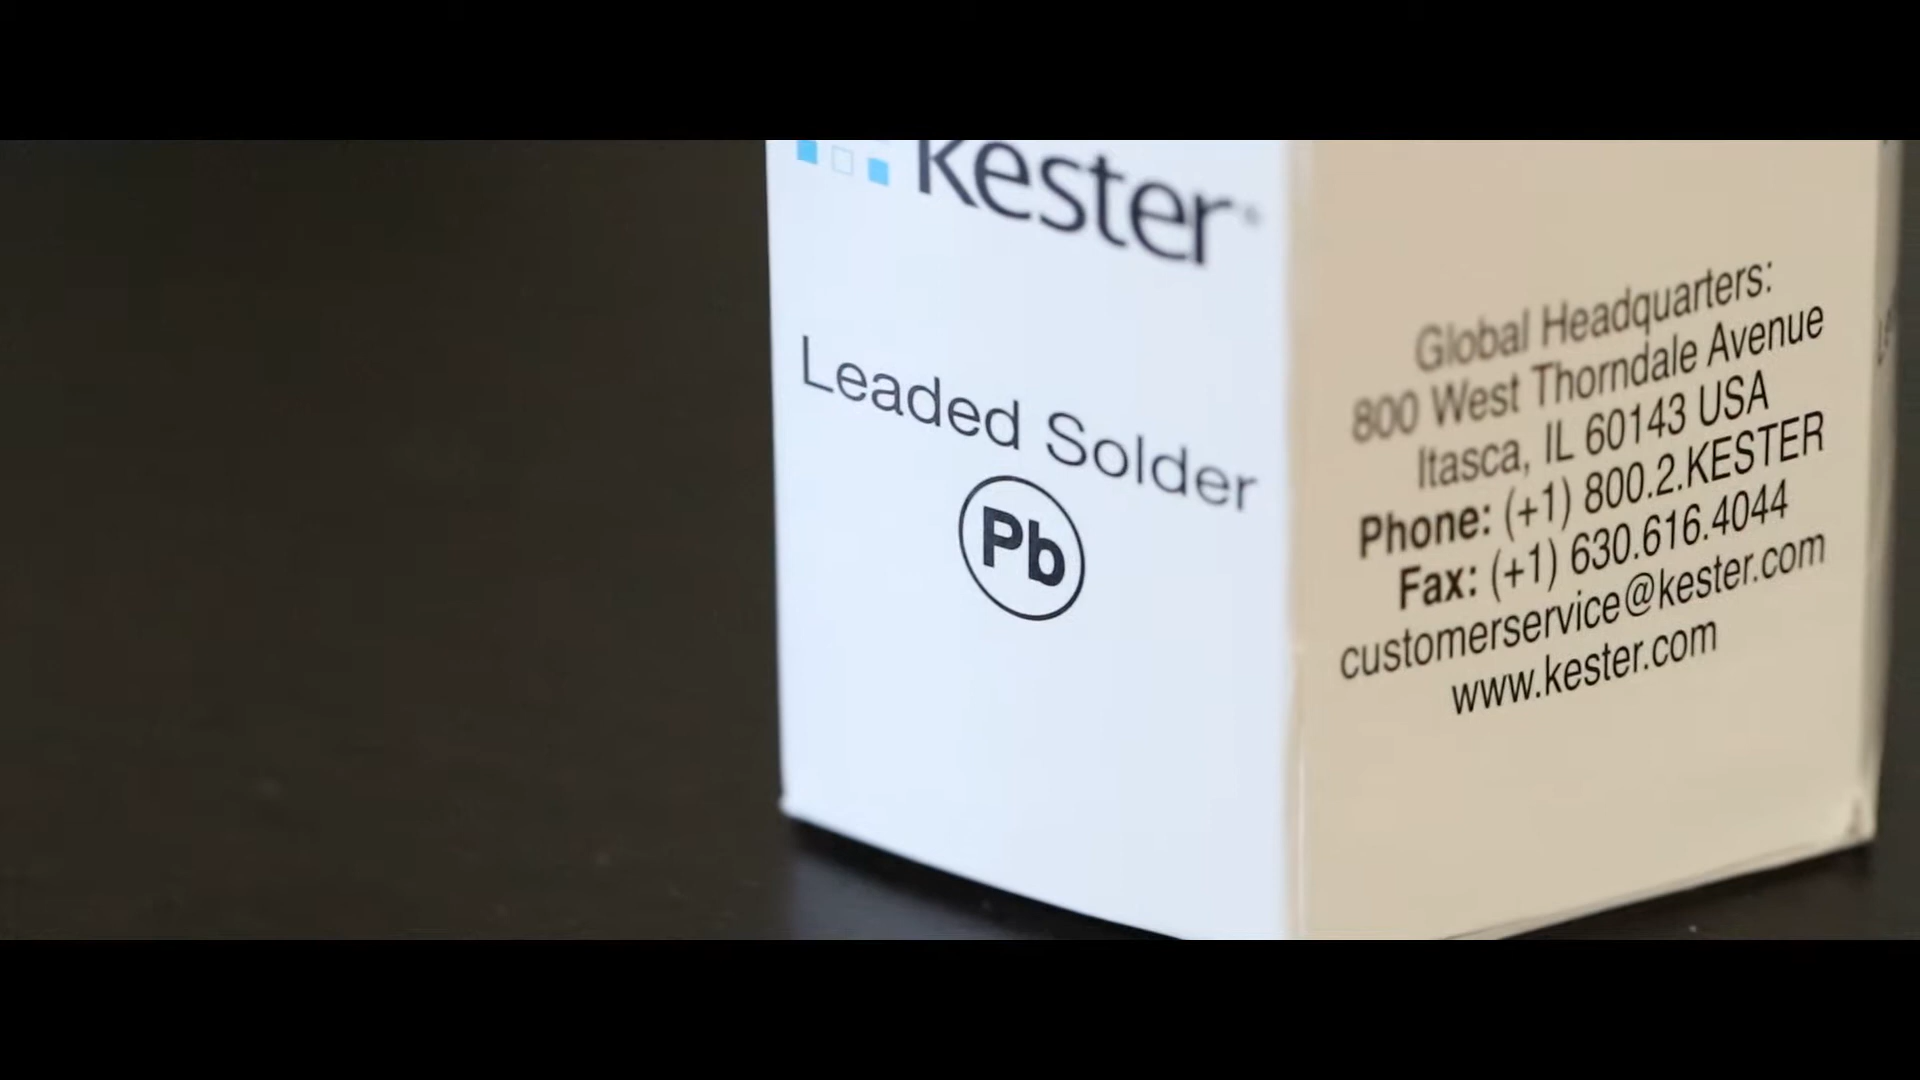 Kester®
Leaded Solder
Pb
Global Headquarters:
800 West Thorndale Avenue
Itasca, IL 60143 USA
Phone: (+1) 800.2.KESTER
Fax: (+1) 630.616.4044
customerservice@kester.com
www.kester.com